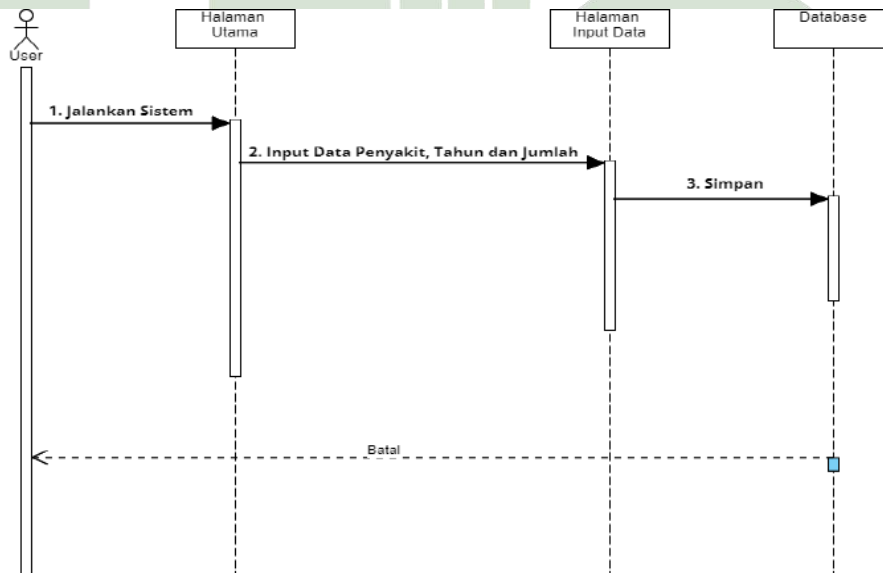 Halaman
Utama
Halaman
Input Data
Database
User
1. Jalankan Sistem
2. Input Data Penyakit, Tahun dan Jumlah
3. Simpan
Batal